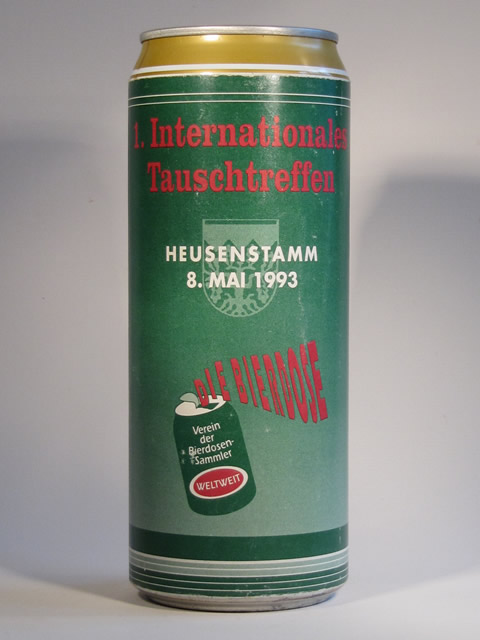 1. Internationales
Tauschtreffen
HEUSENSTAMM
8. MAI 1993
DIE BIERDOSE
Verein
der
Bierdosen-
Sammler
WELTWEIT